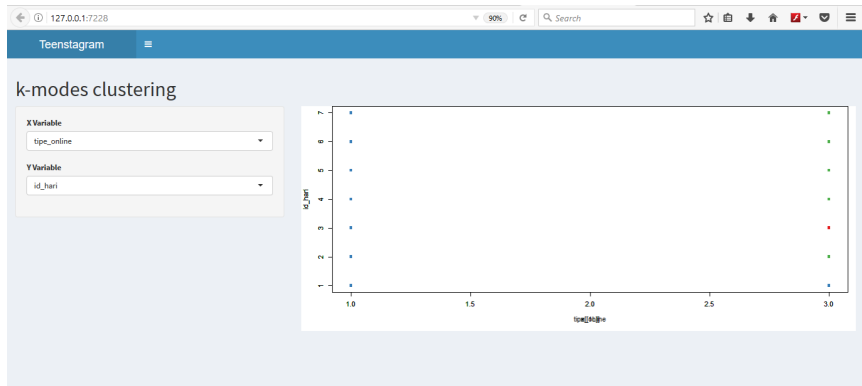 127.0.0.1:7228
90%
Search
Teenstagram
k-modes clustering
X Variable
tipe_online
Y Variable
id_hari
7
6
5
4
3
2
1
id_hari
1.0 1.5 2.0 2.5 3.0